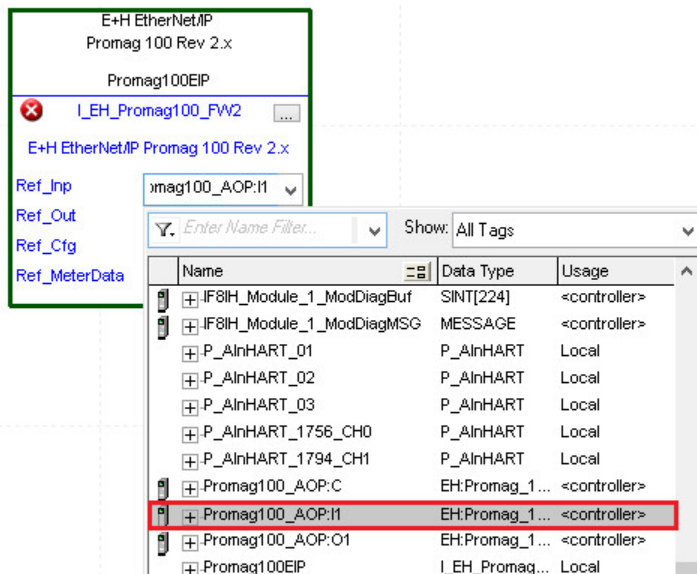 E+H EtherNet/IP
Promag 100 Rev 2.x
Promag100EIP
I_EH_Promag100_FW2 ...
E+H EtherNet/IP Promag 100 Rev 2.x
Ref_Inp
Ref_Out
Ref_Cfg
Ref_MeterData
omag100_AOP:I1
Enter Name Filter... Show: All Tags
Name Data Type Usage
IF8IH_Module_1_ModDiagBuf SINT[224] <controller>
IF8IH_Module_1_ModDiagMSG MESSAGE <controller>
P_AInHART_01 P_AInHART Local
P_AInHART_02 P_AInHART Local
P_AInHART_03 P_AInHART Local
P_AInHART_1756_CH0 P_AInHART Local
P_AInHART_1794_CH1 P_AInHART Local
Promag100_AOP:C EH:Promag_1... <controller>
Promag100_AOP:I1 EH:Promag_1... <controller>
Promag100_AOP:O1 EH:Promag_1... <controller>
Promag100EIP I_EH_Promag... Local